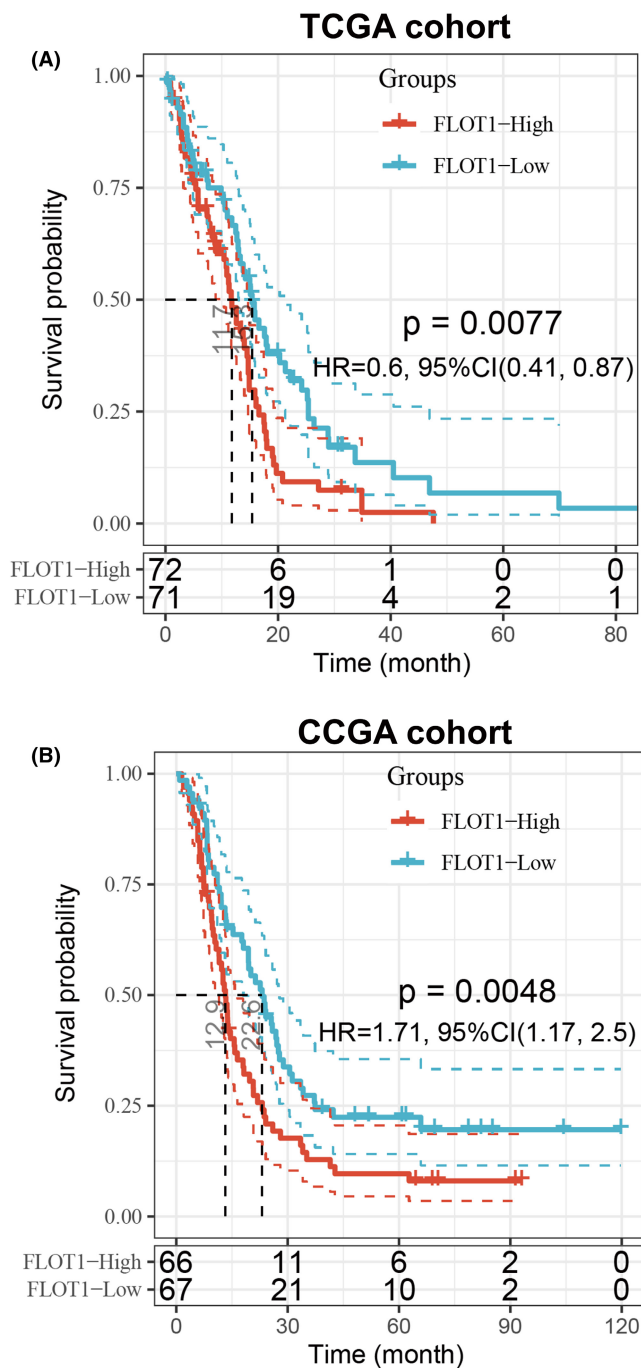 TCGA cohort
(A)
Groups
FLOT1−High
FLOT1−Low
1.00
0.75
0.50
0.25
0.00
Survival probability
11.7
p = 0.0077
HR=0.6, 95%CI(0.41, 0.87)
FLOT1−High 72 6 1 0 0
FLOT1−Low 71 19 4 2 1
0 20 40 60 80
Time (month)
CCGA cohort
(B)
Groups
FLOT1−High
FLOT1−Low
1.00
0.75
0.50
0.25
0.00
Survival probability
12.9
22.6
p = 0.0048
HR=1.71, 95%CI(1.17, 2.5)
FLOT1−High 66 11 6 2 0
FLOT1−Low 67 21 10 2 0
0 30 60 90 120
Time (month)